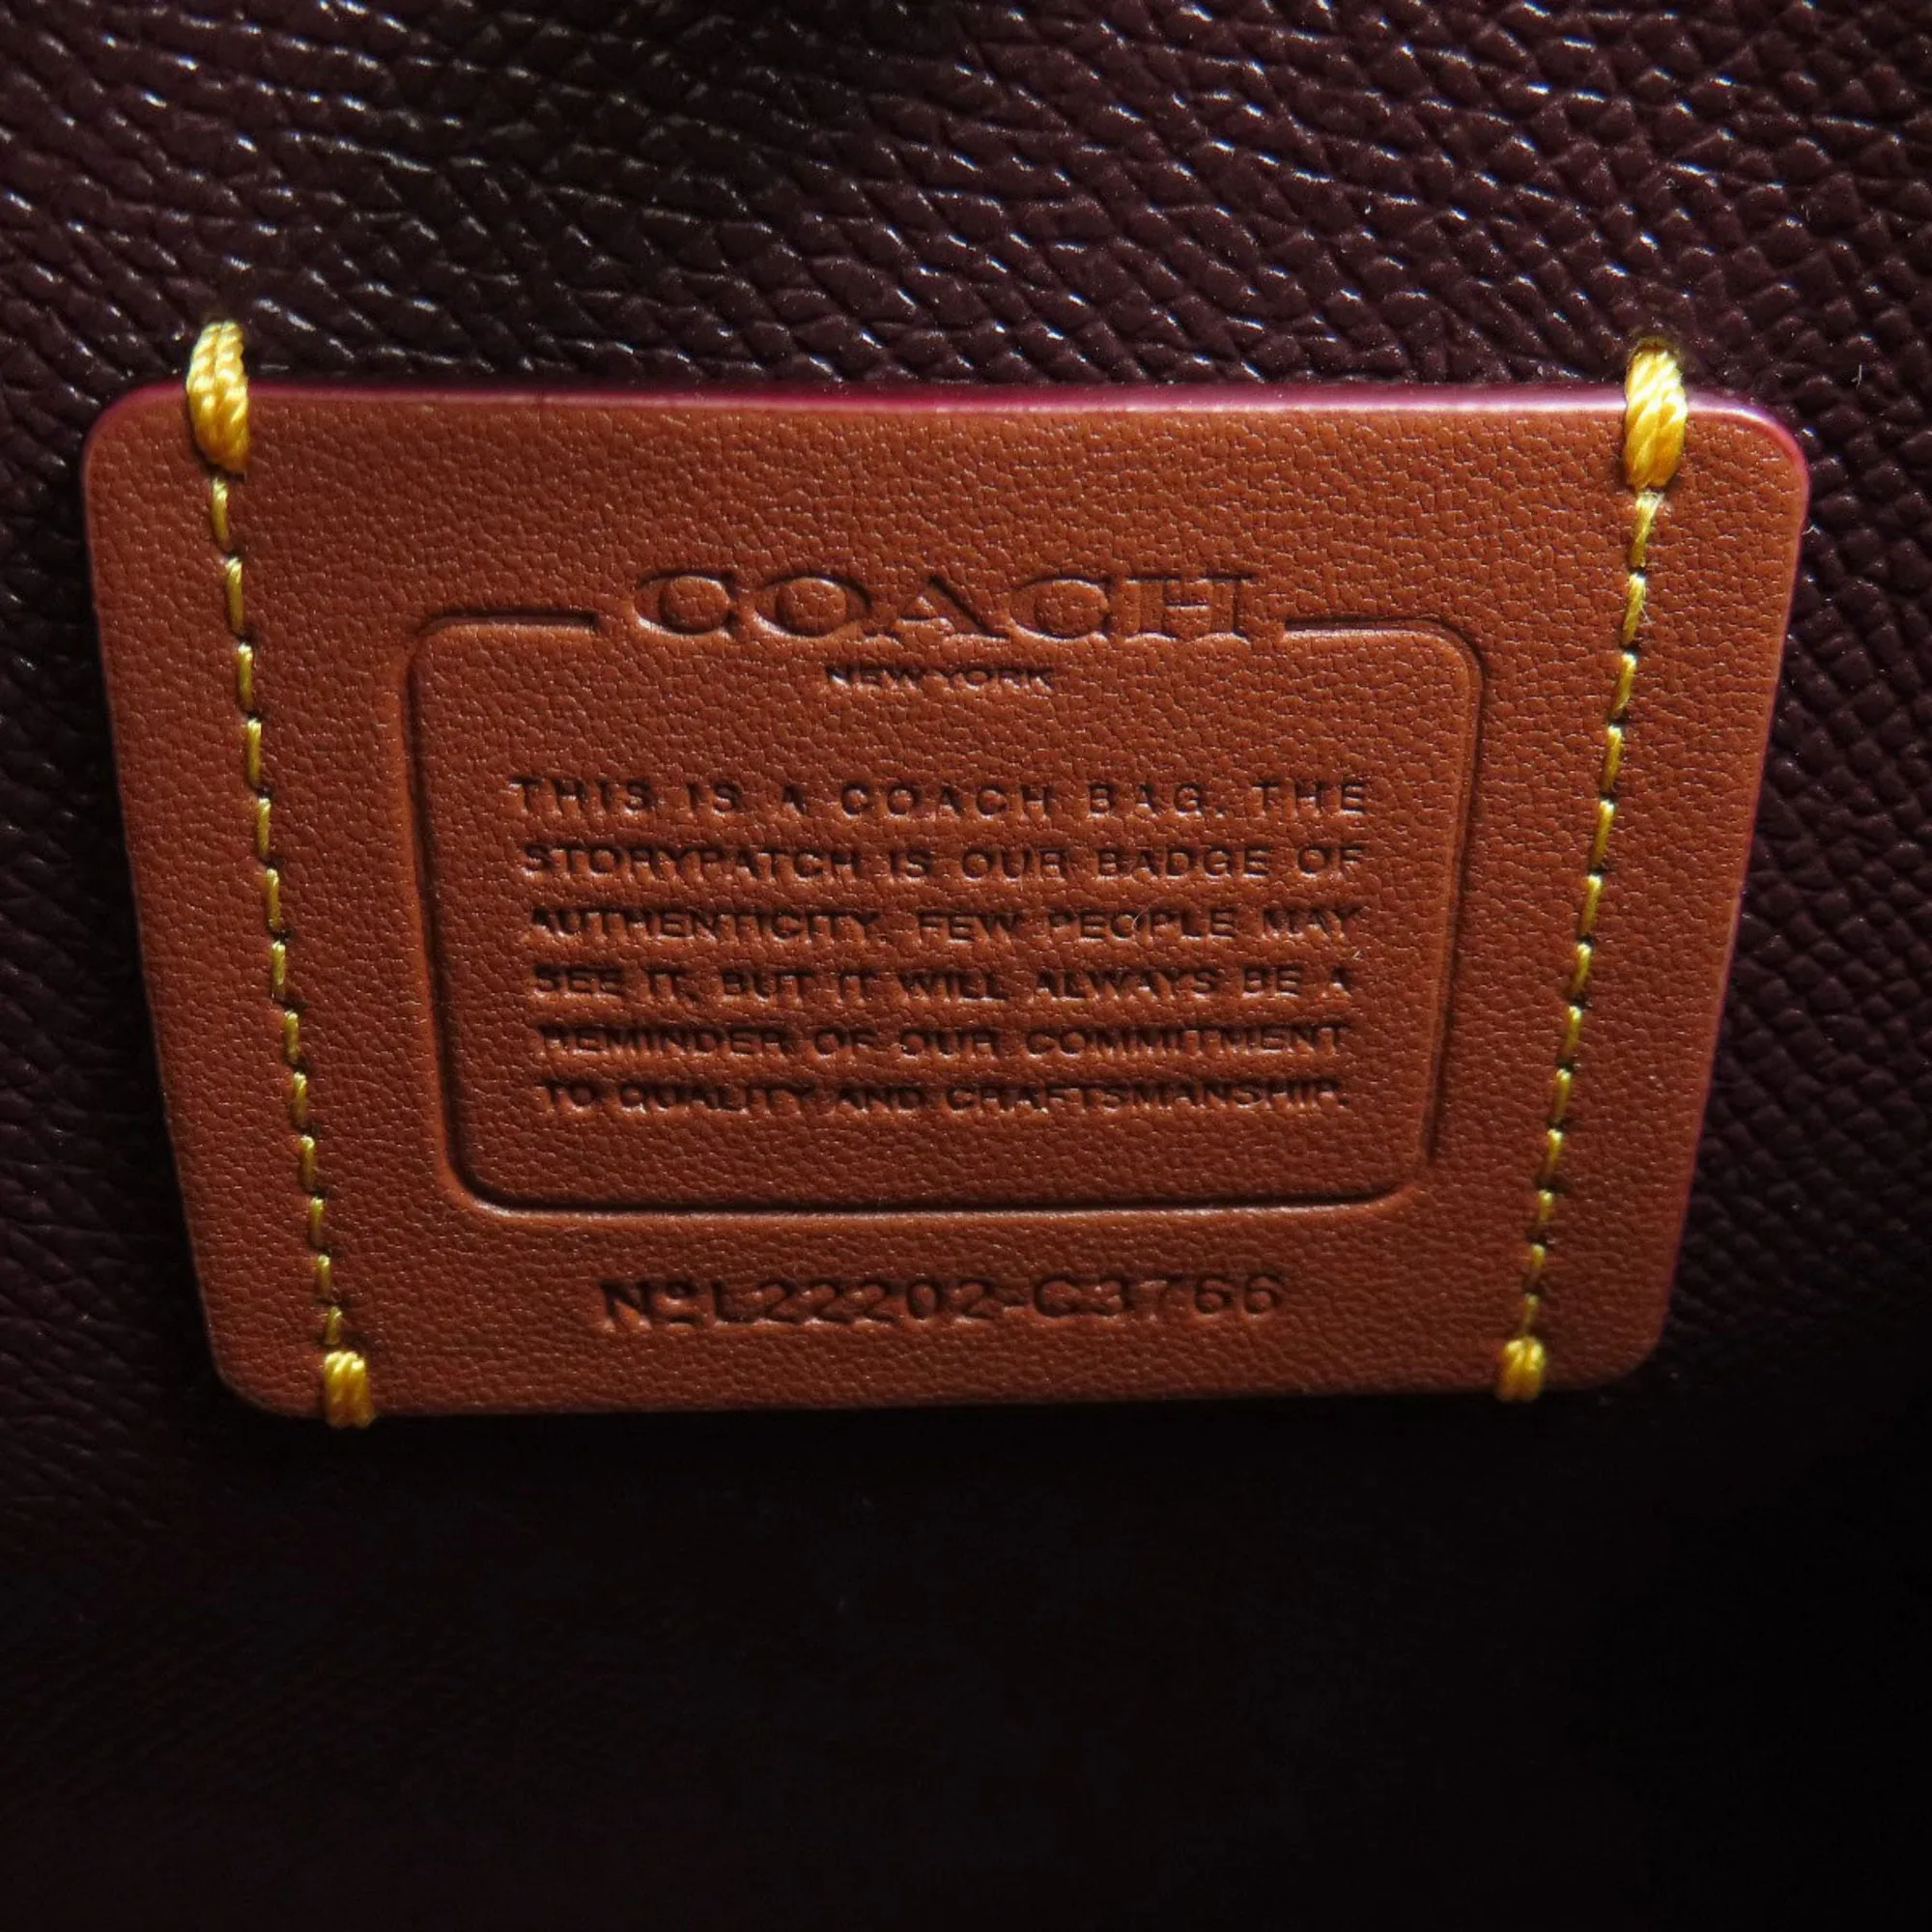 COACH
NEW YORK
THIS IS A COACH BAG. THE
STORYPATCH IS OUR BADGE OF
AUTHENTICITY. FEW PEOPLE MAY
SEE IT, BUT IT WILL ALWAYS BE A
REMINDER OF OUR COMMITMENT
TO QUALITY AND CRAFTSMANSHIP.
Nº L22202-C3766